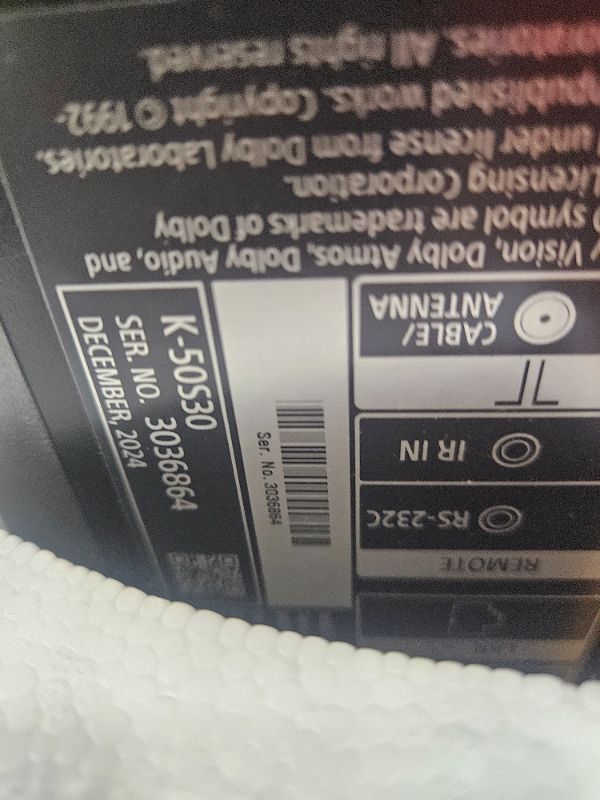 Vision, Dolby Atmos, Dolby Audio, and
symbol are trademarks of Dolby
Licensing Corporation.
under license from Dolby Laboratories.
published works. Copyright © 1992-
All rights reserved.
K-50S30
SER. NO. 3036864
DECEMBER, 2024
Ser. No.3036864
CABLE/
ANTENNA
IR IN
RS-232C
REMOTE